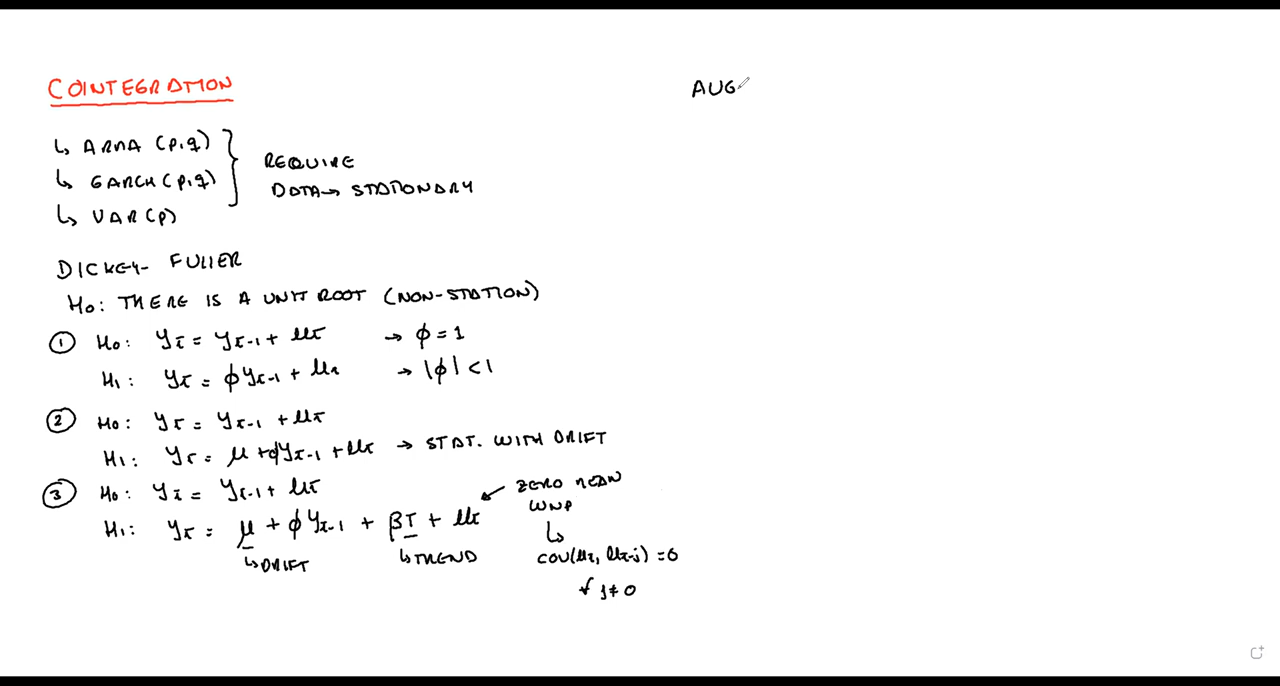 COINTEGRATION
↳ ARMA (p,q)
↳ GARCH (p,q)
↳ VAR (p)
REQUIRE
DATA → STATIONARY
DICKEY- FULLER
H₀: THERE IS A UNIT ROOT (NON-STATION)
① H₀: yₜ = yₜ₋₁ + uₜ → ϕ = 1
H₁: yₜ = ϕyₜ₋₁ + uₜ → |ϕ| < 1
② H₀: yₜ = yₜ₋₁ + uₜ
H₁: yₜ = μ + ϕyₜ₋₁ + uₜ → STAT. WITH DRIFT
③ H₀: yₜ = yₜ₋₁ + uₜ
H₁: yₜ = μ + ϕyₜ₋₁ + βT + uₜ
↳ DRIFT
↳ TREND
ZERO MEAN
WNP
↳
COV(uₜ, uₜ₋ⱼ) = 0
∀ j ≠ 0
AUG